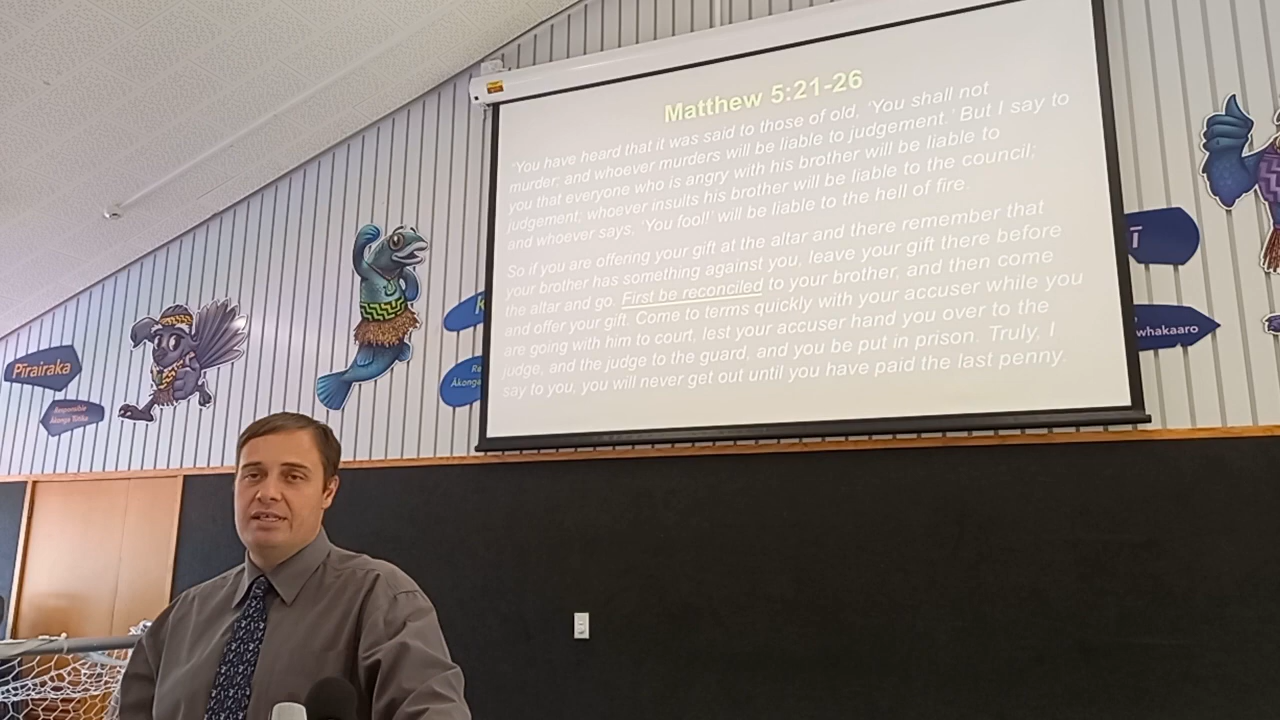 Matthew 5:21-26
"You have heard that it was said to those of old, 'You shall not
murder; and whoever murders will be liable to judgement.' But I say to
you that everyone who is angry with his brother will be liable to
judgement; whoever insults his brother will be liable to the council;
and whoever says, 'You fool!' will be liable to the hell of fire.
So if you are offering your gift at the altar and there remember that
your brother has something against you, leave your gift there before
the altar and go. First be reconciled to your brother, and then come
and offer your gift. Come to terms quickly with your accuser while you
are going with him to court, lest your accuser hand you over to the
judge, and the judge to the guard, and you be put in prison. Truly, I
say to you, you will never get out until you have paid the last penny.
Pīrairaka
Responsible
Ākonga Tōtika
K
Re
Ākonga
Ī
whakaaro